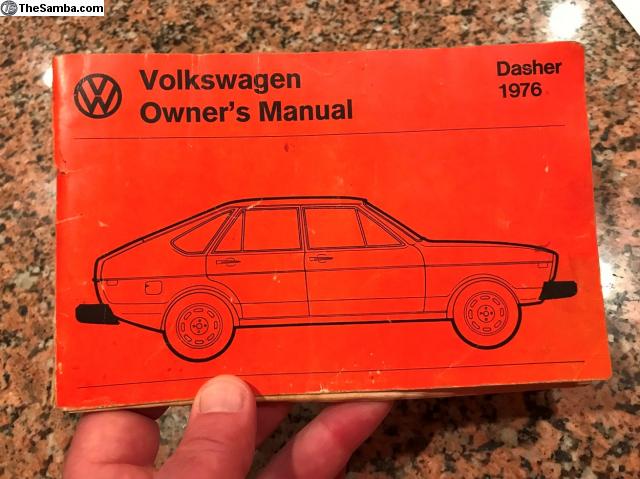 TheSamba.com
Volkswagen
Owner's Manual
Dasher
1976